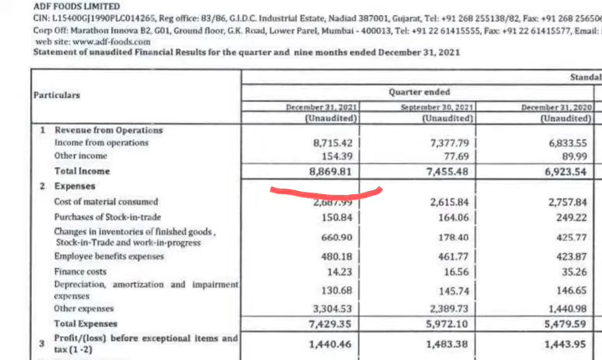 ADF FOODS LIMITED
CIN: L15400GJ1990PLC014265, Reg office: 83/86, G.I.D.C. Industrial Estate, Nadiad 387001, Gujarat, Tel: +91 268 255138/82, Fax: +91 268 256506
Corp Off: Marathon Innova B2, G01, Ground floor, G.K. Road, Lower Parel, Mumbai - 400013, Tel: +91 22 61415555, Fax: +91 22 61415577, Email:
web site: www.adf-foods.com
Statement of unaudited Financial Results for the quarter and nine months ended December 31, 2021
Standal
Particulars Quarter ended
December 31, 2021 September 30, 2021 December 31, 2020
(Unaudited) (Unaudited) (Unaudited)
1 Revenue from Operations
Income from operations 8,715.42 7,377.79 6,833.55
Other income 154.39 77.69 89.99
Total Income 8,869.81 7,455.48 6,923.54
2 Expenses
Cost of material consumed 2,687.99 2,615.84 2,757.84
Purchases of Stock-in-trade 150.84 164.06 249.22
Changes in inventories of finished goods,
Stock-in-Trade and work-in-progress 660.90 178.40 425.77
Employee benefits expenses 480.18 461.77 423.87
Finance costs 14.23 16.56 35.26
Depreciation, amortization and impairment
expenses 130.68 145.74 146.65
Other expenses 3,304.53 2,389.73 1,440.98
Total Expenses 7,429.35 5,972.10 5,479.59
3 Profit/(loss) before exceptional items and
tax (1 -2) 1,440.46 1,483.38 1,443.95